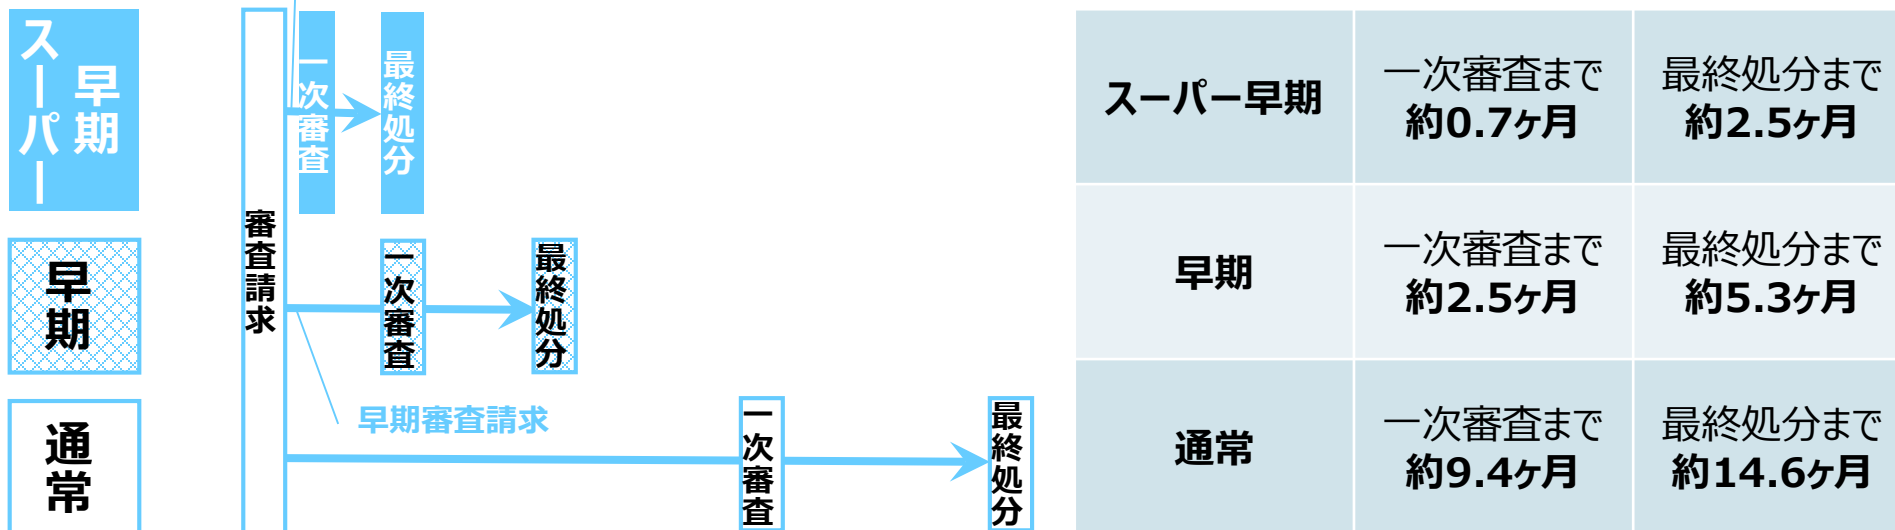 スーパー
早期
審査請求
一次審査
最終処分
早期
一次審査
最終処分
早期審査請求
通常
一次審査
最終処分
スーパー早期
一次審査まで
約0.7ヶ月
最終処分まで
約2.5ヶ月
早期
一次審査まで
約2.5ヶ月
最終処分まで
約5.3ヶ月
通常
一次審査まで
約9.4ヶ月
最終処分まで
約14.6ヶ月